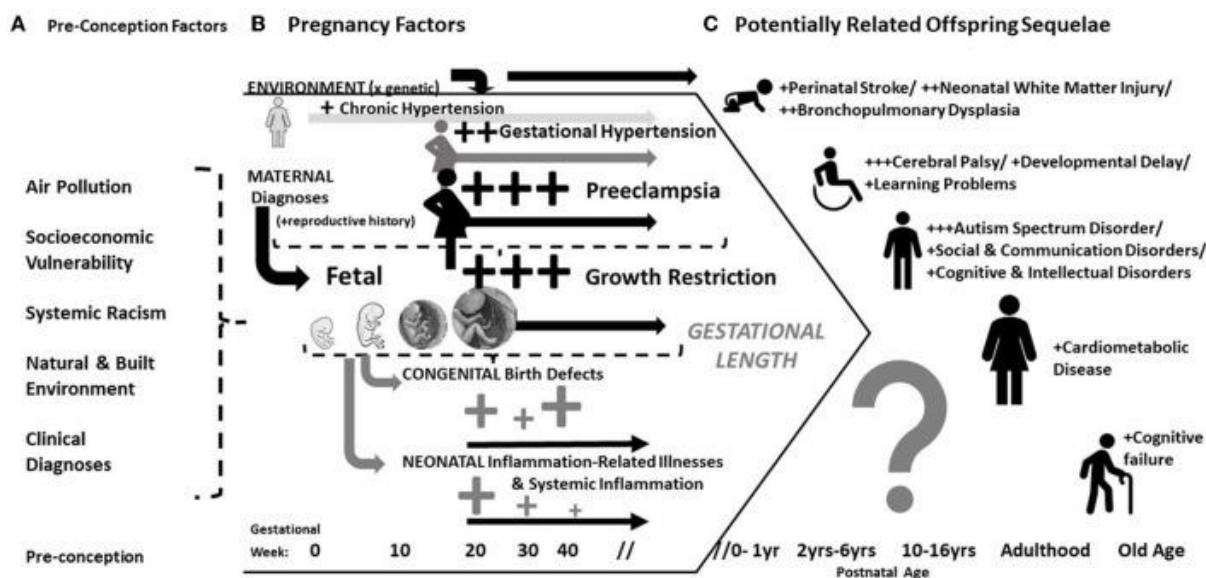 A Pre-Conception Factors
Air Pollution
Socioeconomic
Vulnerability
Systemic Racism
Natural & Built
Environment
Clinical
Diagnoses
Pre-conception
B Pregnancy Factors
ENVIRONMENT (x genetic)
+ Chronic Hypertension
++Gestational Hypertension
MATERNAL
Diagnoses
(+reproductive history)
+++ Preeclampsia
Fetal
+++ Growth Restriction
GESTATIONAL
LENGTH
CONGENITAL Birth Defects
+ + +
NEONATAL Inflammation-Related Illnesses
& Systemic Inflammation
+ + +
Gestational
Week: 0 10 20 30 40 //
C Potentially Related Offspring Sequelae
+Perinatal Stroke/ ++Neonatal White Matter Injury/
++Bronchopulmonary Dysplasia
+++Cerebral Palsy/ +Developmental Delay/
+Learning Problems
+++Autism Spectrum Disorder/
+Social & Communication Disorders/
+Cognitive & Intellectual Disorders
+Cardiometabolic
Disease
?
+Cognitive
failure
//0- 1yr 2yrs-6yrs 10-16yrs Adulthood Old Age
Postnatal Age